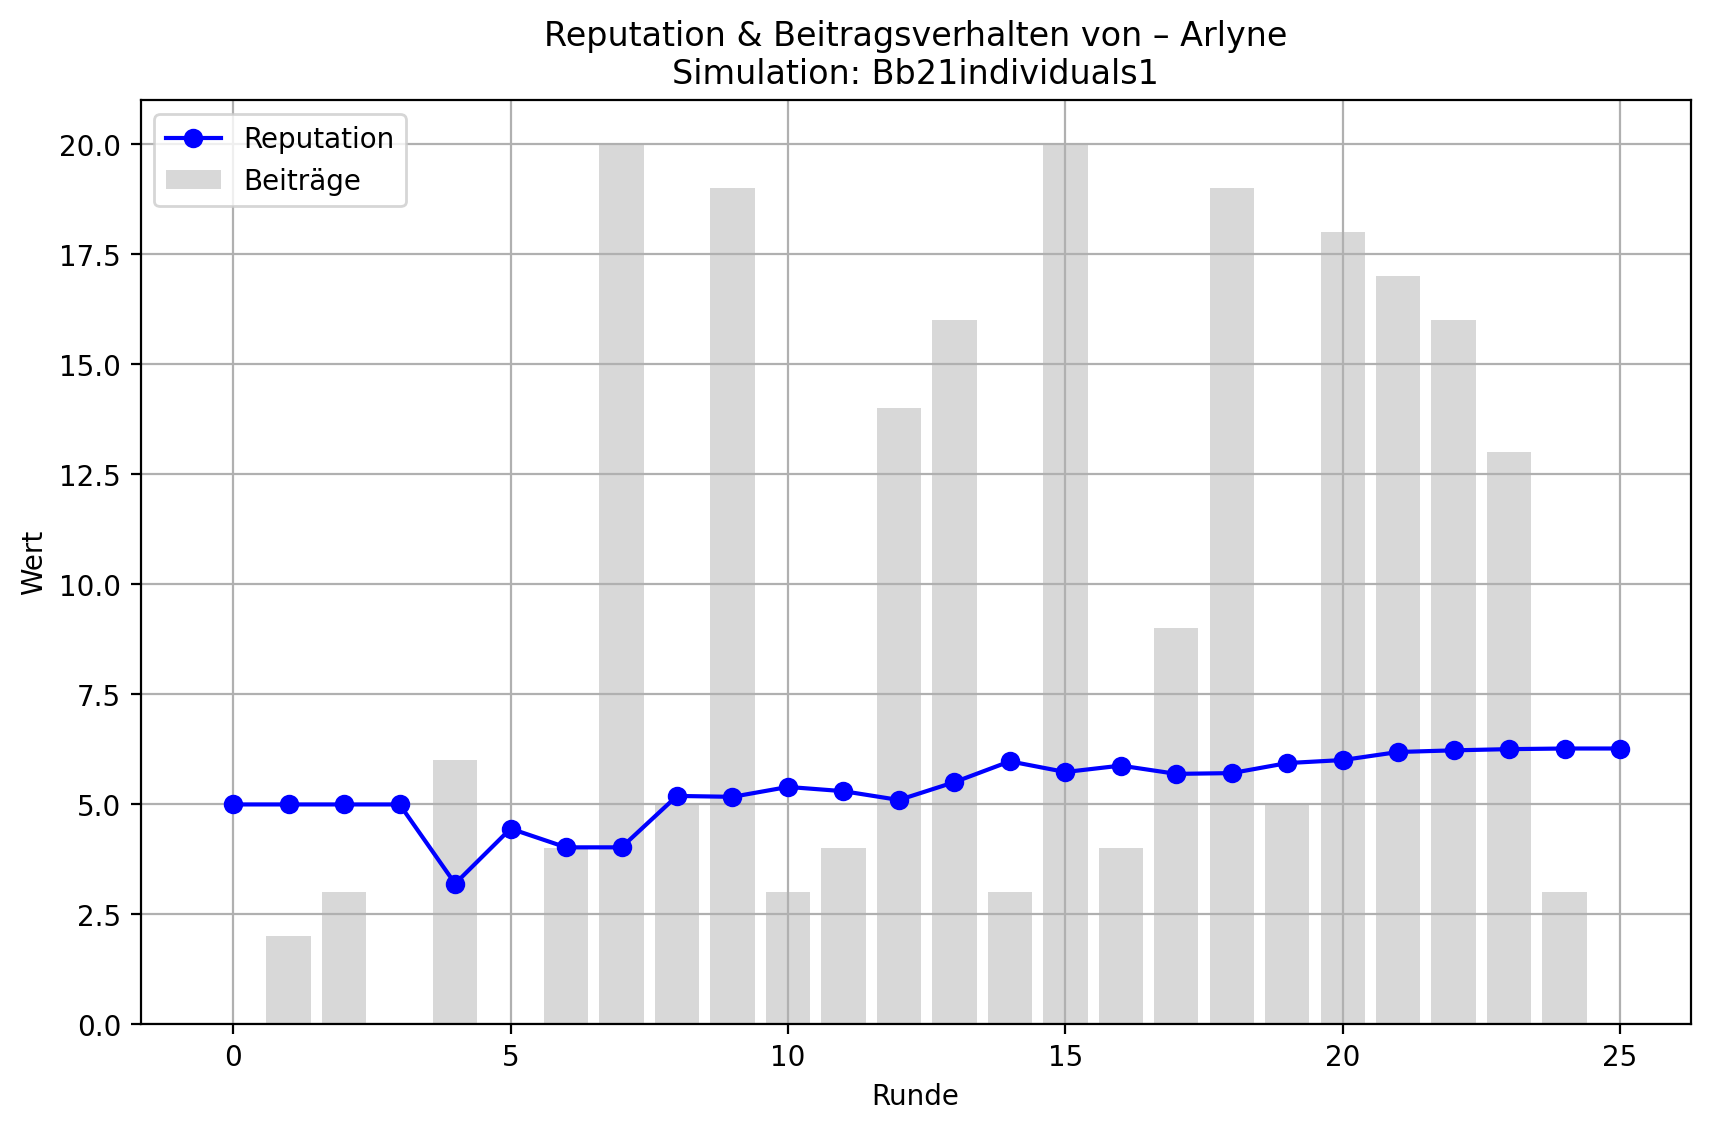 Reputation & Beitragsverhalten von – Arlyne
Simulation: Bb21individuals1
Reputation
Beiträge
Wert
20.0
17.5
15.0
12.5
10.0
7.5
5.0
2.5
0.0
0 5 10 15 20 25
Runde